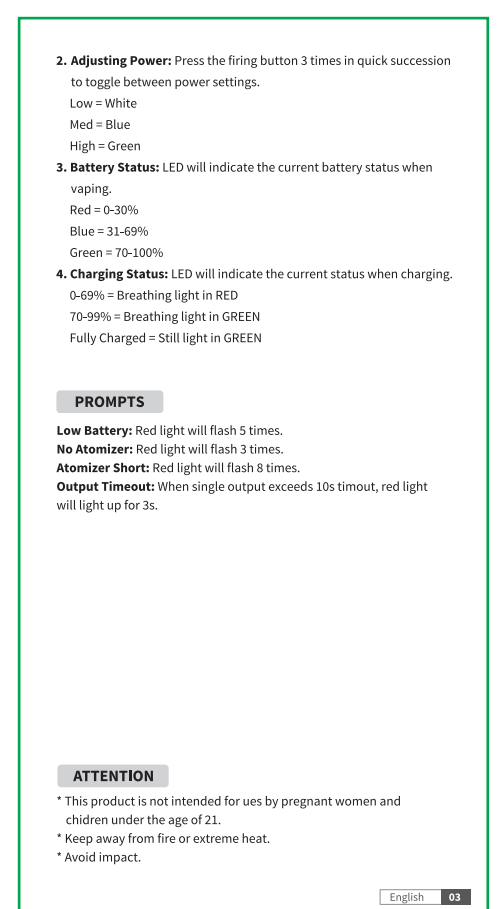 2. Adjusting Power: Press the firing button 3 times in quick succession
to toggle between power settings.
Low = White
Med = Blue
High = Green
3. Battery Status: LED will indicate the current battery status when
vaping.
Red = 0-30%
Blue = 31-69%
Green = 70-100%
4. Charging Status: LED will indicate the current status when charging.
0-69% = Breathing light in RED
70-99% = Breathing light in GREEN
Fully Charged = Still light in GREEN
PROMPTS
Low Battery: Red light will flash 5 times.
No Atomizer: Red light will flash 3 times.
Atomizer Short: Red light will flash 8 times.
Output Timeout: When single output exceeds 10s timout, red light
will light up for 3s.
ATTENTION
* This product is not intended for ues by pregnant women and
chidren under the age of 21.
* Keep away from fire or extreme heat.
* Avoid impact.
English 03